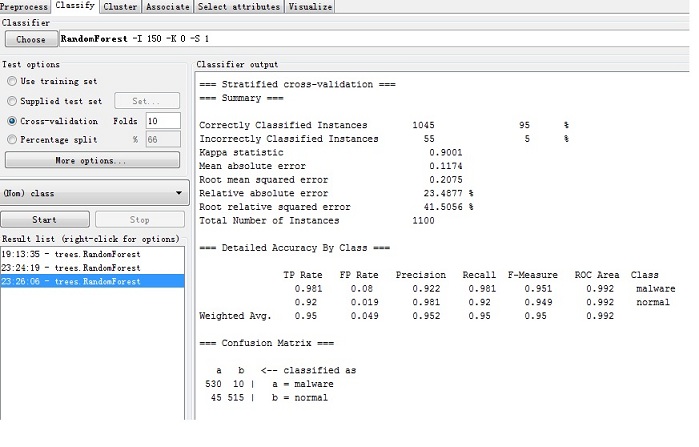 Preprocess Classify Cluster Associate Select attributes Visualize
Classifier
Choose RandomForest -I 150 -K 0 -S 1
Test options
Use training set
Supplied test set Set...
Cross-validation Folds 10
Percentage split % 66
More options...
(Nom) class
Start Stop
Result list (right-click for options)
19:13:35 - trees.RandomForest
23:24:19 - trees.RandomForest
23:26:06 - trees.RandomForest
Classifier output
=== Stratified cross-validation ===
=== Summary ===
Correctly Classified Instances 1045 95 %
Incorrectly Classified Instances 55 5 %
Kappa statistic 0.9001
Mean absolute error 0.1174
Root mean squared error 0.2075
Relative absolute error 23.4877 %
Root relative squared error 41.5056 %
Total Number of Instances 1100
=== Detailed Accuracy By Class ===
TP Rate FP Rate Precision Recall F-Measure ROC Area Class
0.981 0.08 0.922 0.981 0.951 0.992 malware
0.92 0.019 0.981 0.92 0.949 0.992 normal
Weighted Avg. 0.95 0.049 0.952 0.95 0.95 0.992
=== Confusion Matrix ===
a b <-- classified as
530 10 | a = malware
45 515 | b = normal